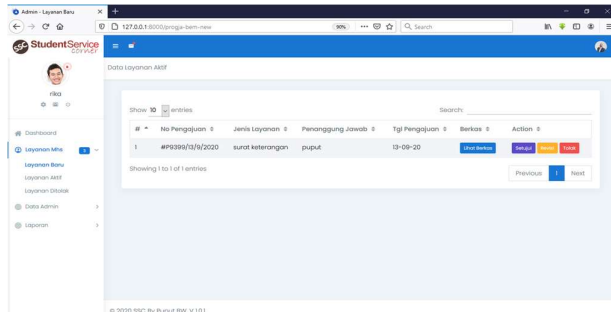 Admin - Layanan Baru
127.0.0.1:8000/progja-bem-new
90%
Search
SSC StudentService
corner
Data Layanan Aktif
rika
Show 10 entries
Search:
# No Pengajuan Jenis Layanan Penanggung Jawab Tgl Pengajuan Berkas Action
1 #P9399/13/9/2020 surat keterangan puput 13-09-20 Lihat Berkas Setujui Revisi Tolak
Showing 1 to 1 of 1 entries
Previous 1 Next
Dashboard
Layanan Mhs
Layanan Baru
Layanan Aktif
Layanan Ditolak
Data Admin
Laporan
© 2020 SSC. By Puput BW. V 1.0.1